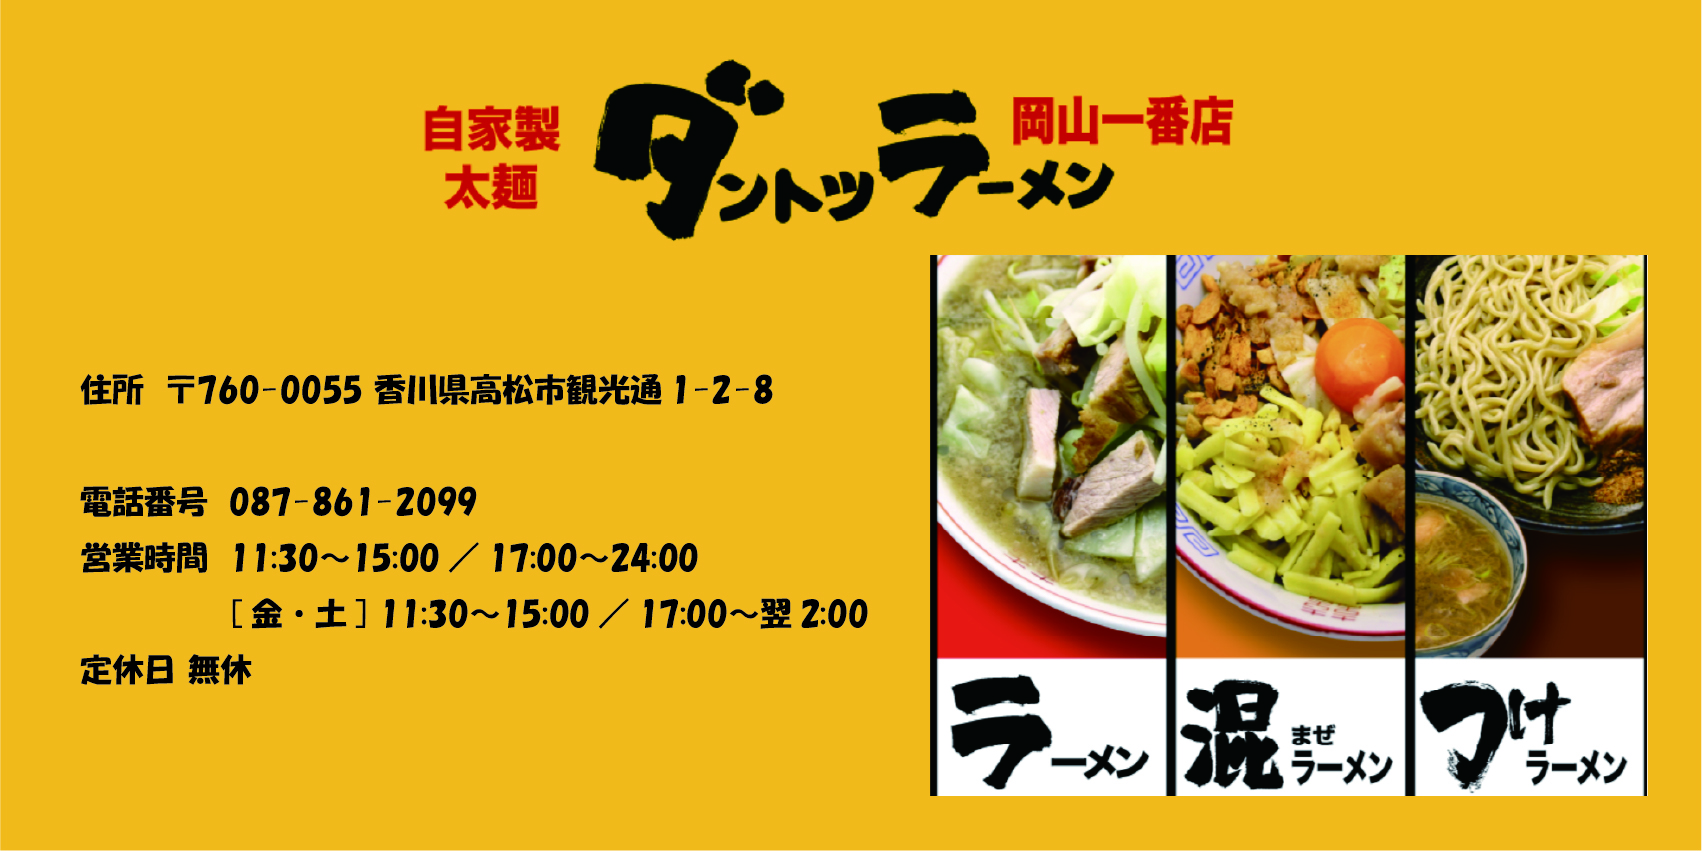 自家製
太麺
ダントツラーメン
岡山一番店
住所 〒760-0055 香川県高松市観光通 1-2-8
電話番号 087-861-2099
営業時間 11:30～15:00 ／ 17:00～24:00
[ 金・土 ] 11:30～15:00 ／ 17:00～翌 2:00
定休日 無休
ラーメン
混 まぜ ラーメン
つけ ラーメン